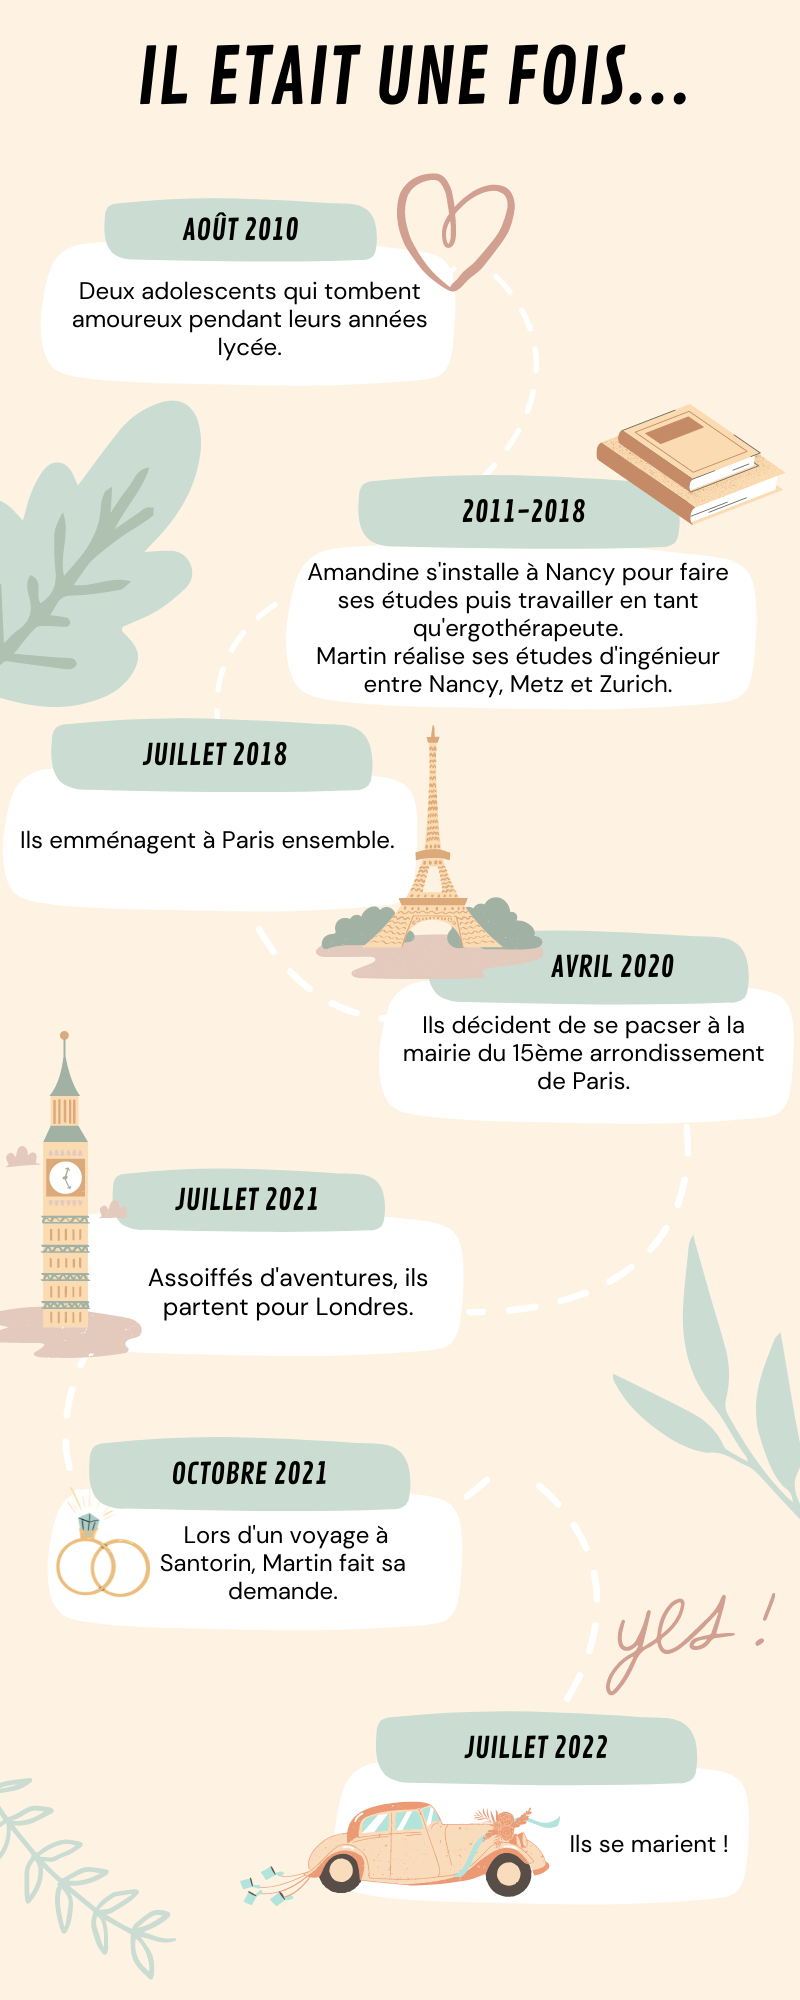 IL ETAIT UNE FOIS...
AOÛT 2010
Deux adolescents qui tombent
amoureux pendant leurs années
lycée.
2011-2018
Amandine s'installe à Nancy pour faire
ses études puis travailler en tant
qu'ergothérapeute.
Martin réalise ses études d'ingénieur
entre Nancy, Metz et Zurich.
JUILLET 2018
Ils emménagent à Paris ensemble.
AVRIL 2020
Ils décident de se pacser à la
mairie du 15ème arrondissement
de Paris.
JUILLET 2021
Assoiffés d'aventures, ils
partent pour Londres.
OCTOBRE 2021
Lors d'un voyage à
Santorin, Martin fait sa
demande.
yes !
JUILLET 2022
Ils se marient !